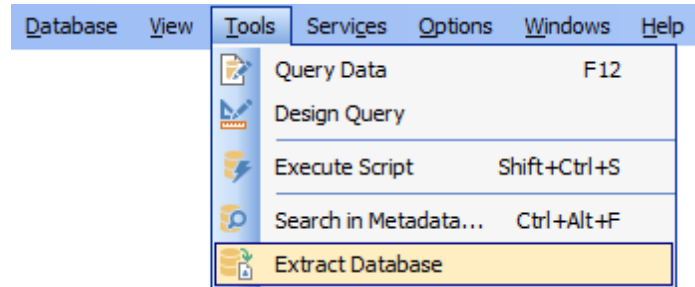 Database View Tools Services Options Windows Help
Query Data F12
Design Query
Execute Script Shift+Ctrl+S
Search in Metadata... Ctrl+Alt+F
Extract Database